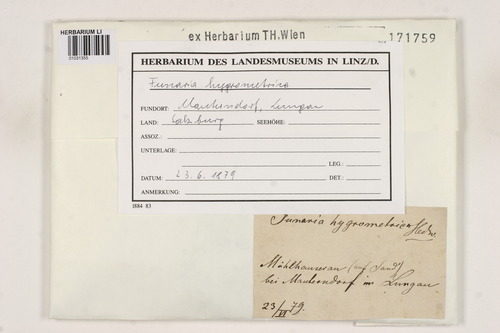 HERBARIUM LI
ex Herbarium TH.Wien
171759
HERBARIUM DES LANDESMUSEUMS IN LINZ/D.
Funaria hygrometrica
FUNDORT: Mauterndorf, Lungau
LAND: Salzburg SEEHÖHE:
ASSOZ.:
UNTERLAGE:
LEG.:
DATUM: 23.6.1879 DET.:
ANMERKUNG:
I884 83
Funaria hygrometrica Hedw.
(auf Sand)
bei Mauterndorf im Lungau
23/VI 79.